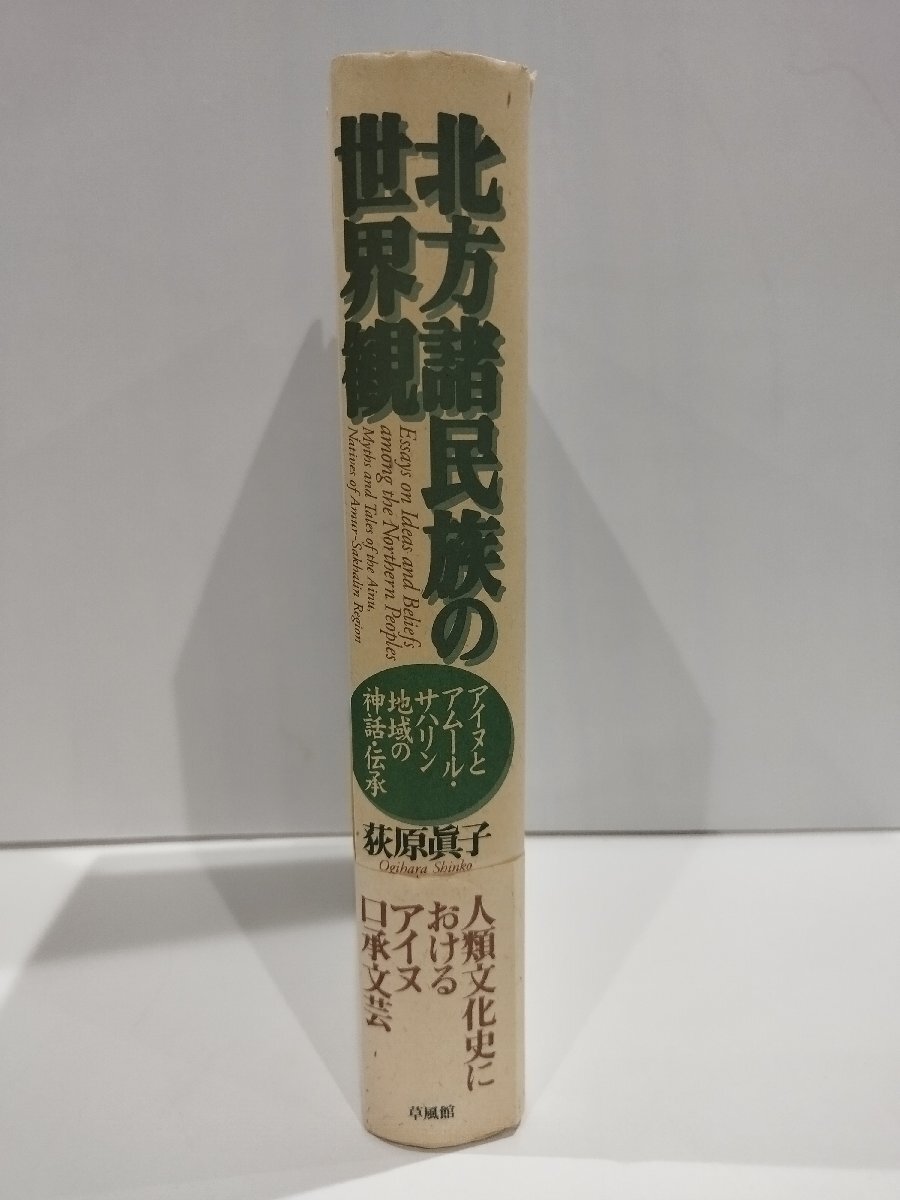 北方諸民族の
世界観
Essays on Ideas and Beliefs
among the Northern Peoples
Myths and Tales of the Ainu,
Natives of Amur-Sakhalin Region
アイヌと
アムール・
サハリン
地域の
神話・伝承
荻原眞子
Ogihara Shinko
人類文化史に
おける
アイヌ
口承文芸
草風館